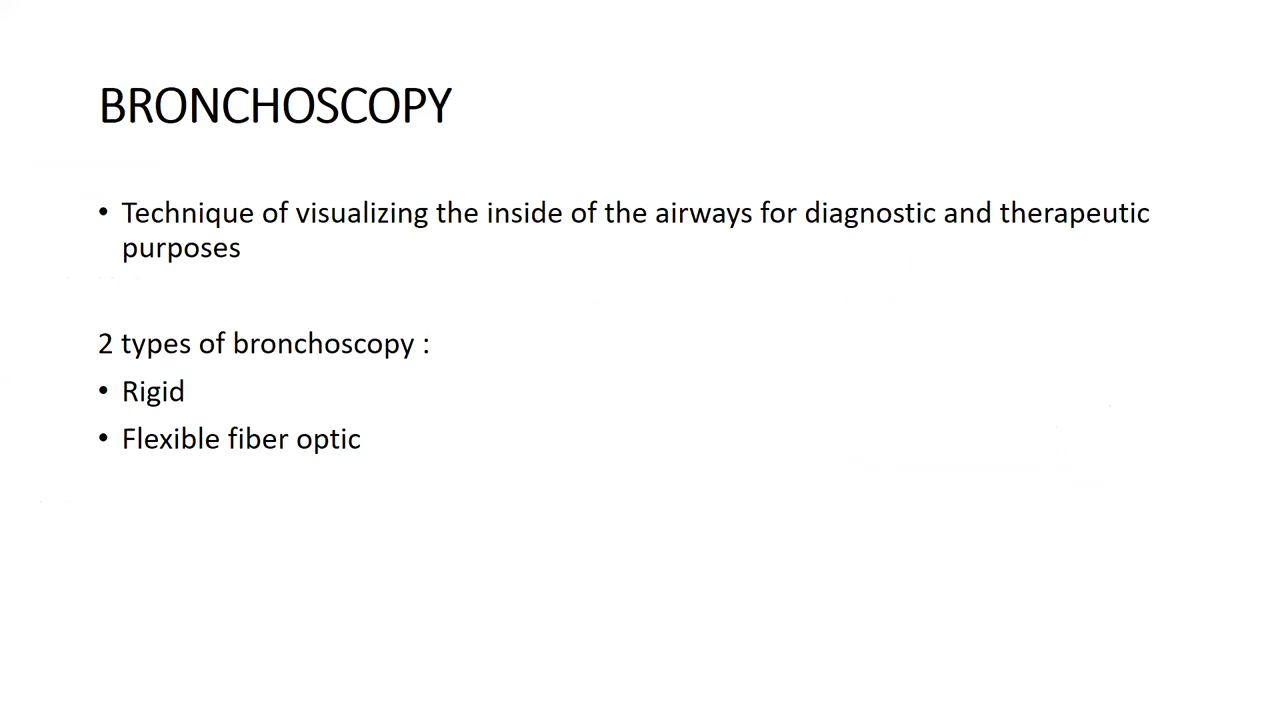 BRONCHOSCOPY
• Technique of visualizing the inside of the airways for diagnostic and therapeutic
purposes
2 types of bronchoscopy :
• Rigid
• Flexible fiber optic